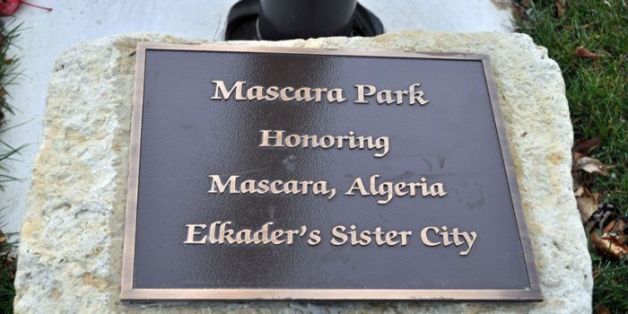 Mascara Park
Honoring
Mascara, Algeria
Elkader's Sister City